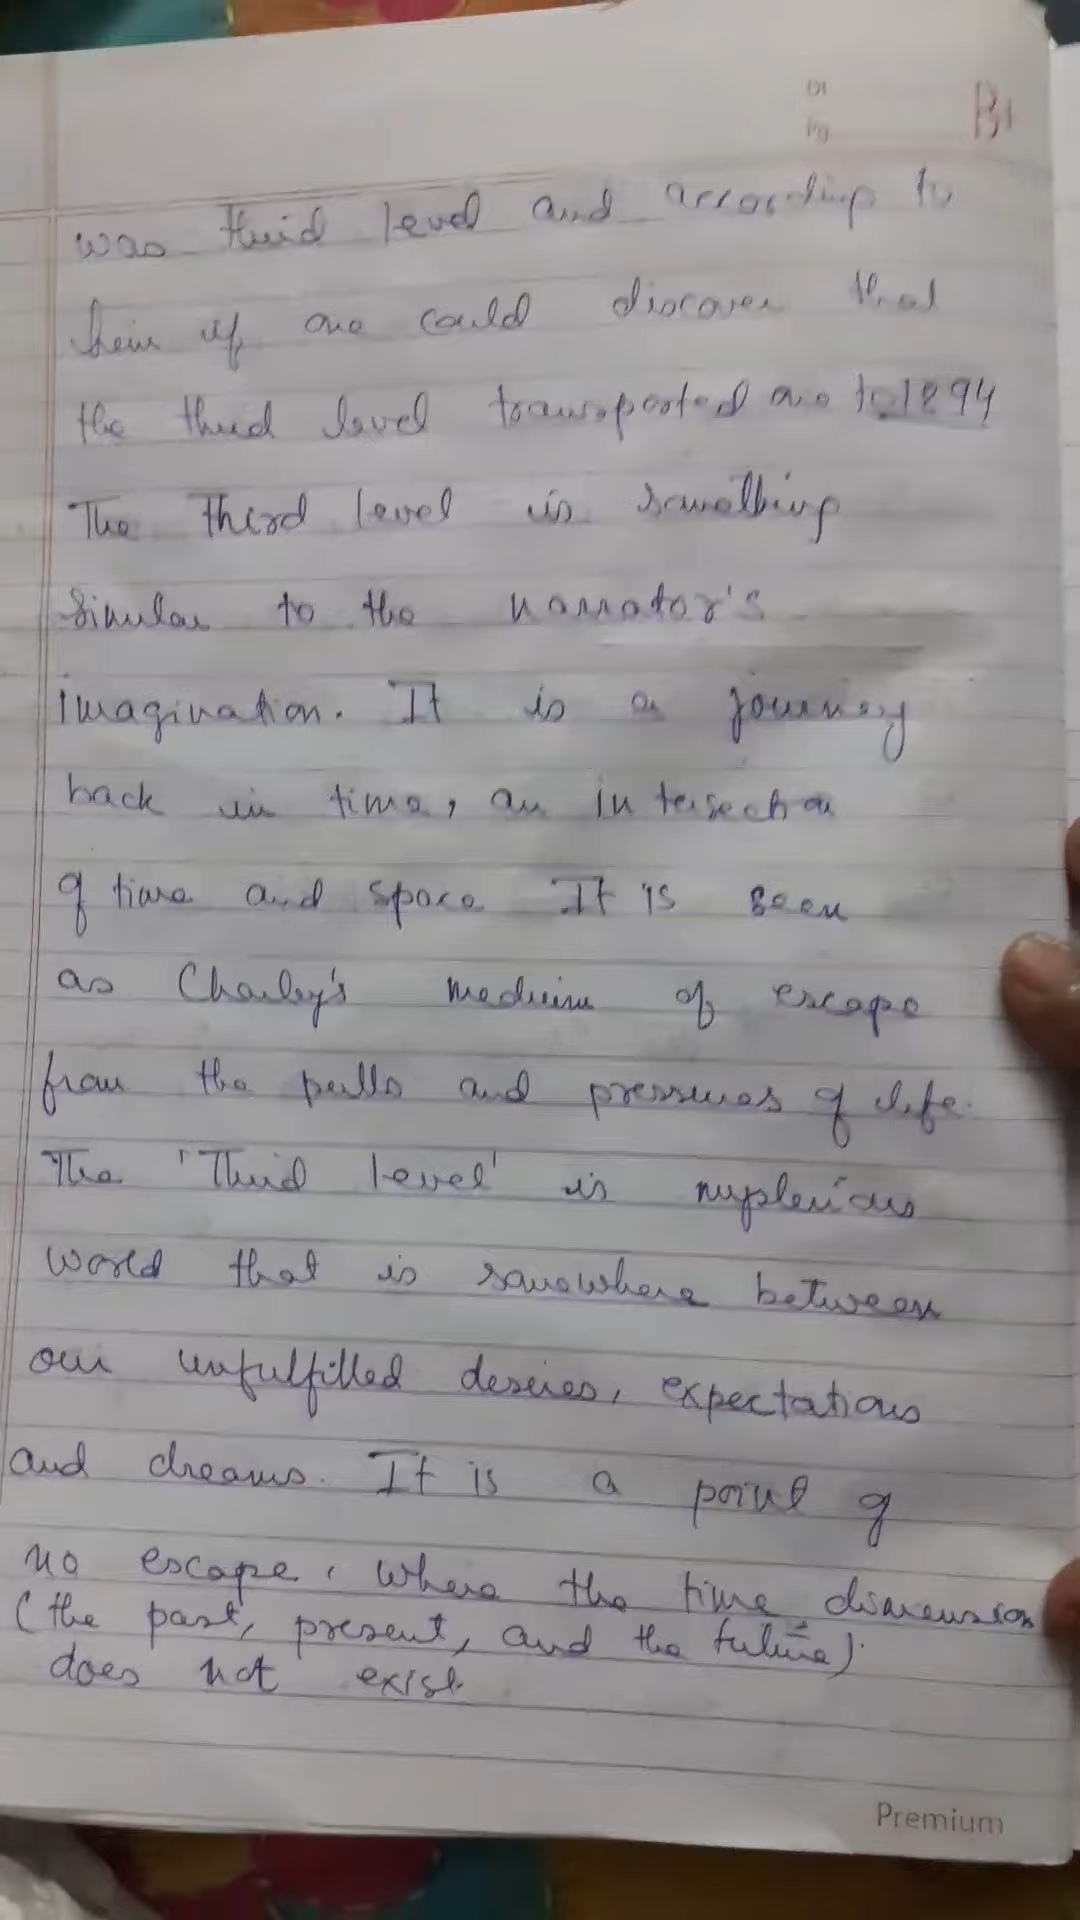 Dt
Pg
B1
was third level and according to
him if one could discover that
the third level transported one to 1894
The Third level is something
similar to the narrator's
imagination. It is a journey
back in time, an intersection
of time and space It is seen
as Charley's medium of escape
from the pulls and pressures of life.
The 'Third level' is mysterious
world that is somewhere between
our unfulfilled desires, expectations
and dreams. It is a point of
no escape, where the time dimension
(the past, present, and the future)
does not exist.
Premium